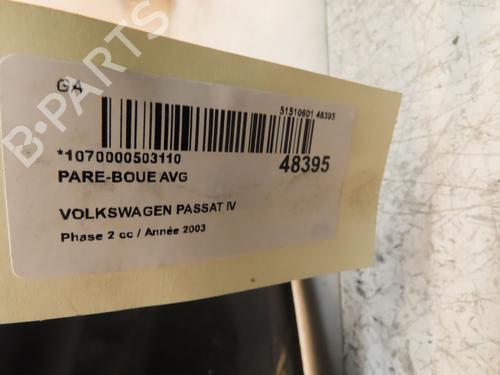 GA
51510601 48395
*1070000503110
48395
PARE-BOUE AVG
VOLKSWAGEN PASSAT IV
Phase 2 cc / Année 2003
B-PARTS